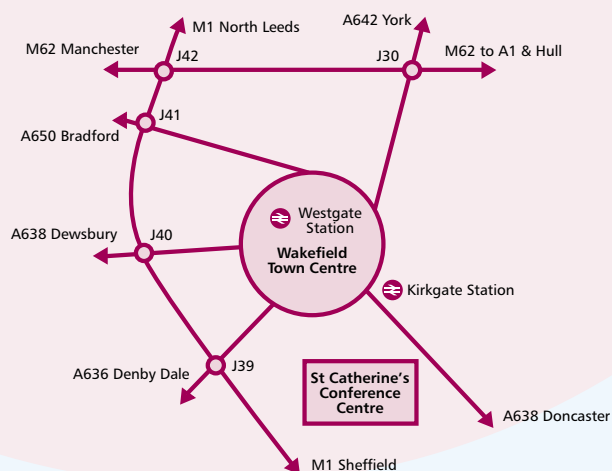 M1 North Leeds
A642 York
M62 Manchester
J42
J30
M62 to A1 & Hull
J41
A650 Bradford
Westgate
Station
A638 Dewsbury
J40
Wakefield
Town Centre
Kirkgate Station
A636 Denby Dale
J39
St Catherine's
Conference
Centre
A638 Doncaster
M1 Sheffield